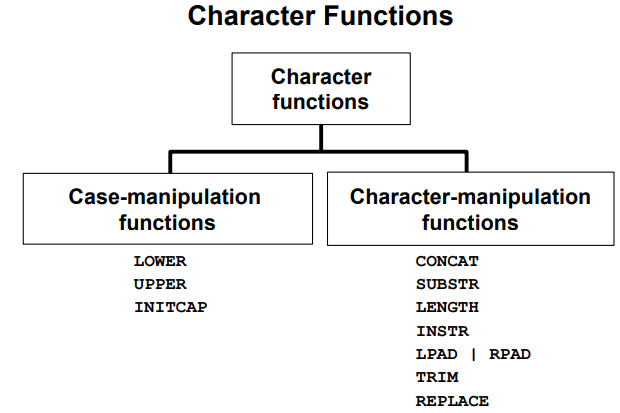 Character Functions
Character
functions
Case-manipulation
functions
Character-manipulation
functions
LOWER
UPPER
INITCAP
CONCAT
SUBSTR
LENGTH
INSTR
LPAD | RPAD
TRIM
REPLACE